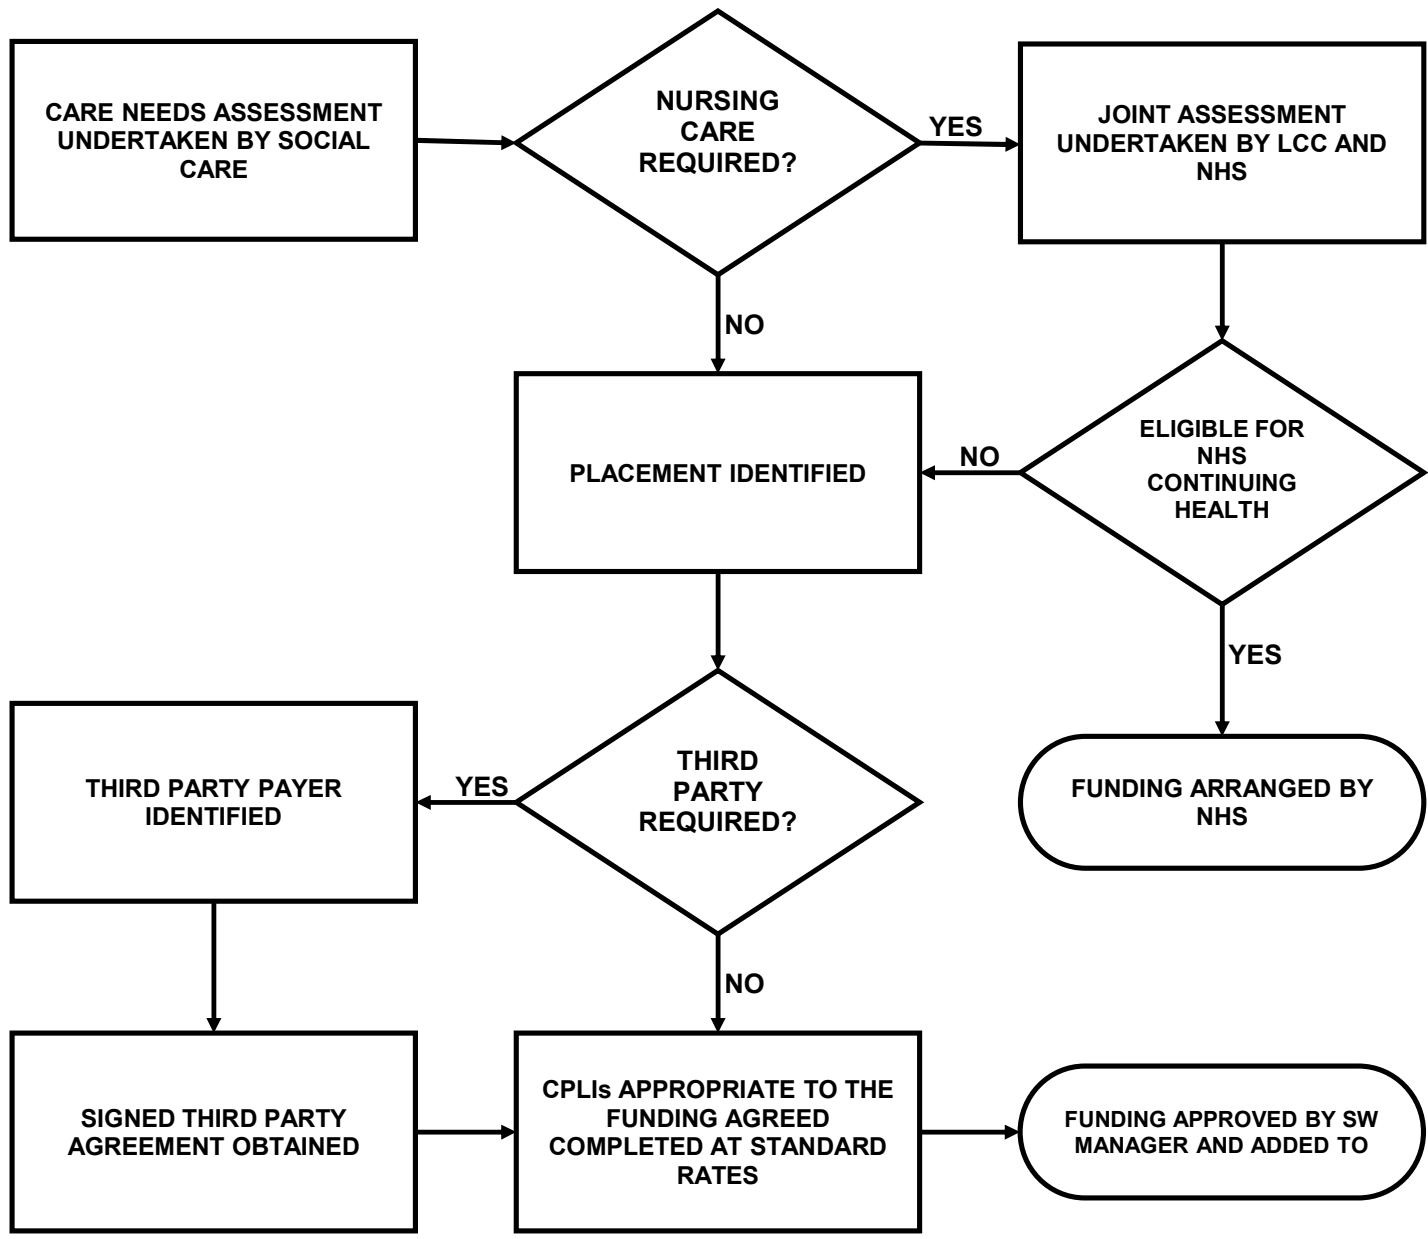 CARE NEEDS ASSESSMENT
UNDERTAKEN BY SOCIAL
CARE
NURSING
CARE
REQUIRED?
YES
JOINT ASSESSMENT
UNDERTAKEN BY LCC AND
NHS
NO
PLACEMENT IDENTIFIED
NO
ELIGIBLE FOR
NHS
CONTINUING
HEALTH
YES
THIRD PARTY PAYER
IDENTIFIED
YES
THIRD
PARTY
REQUIRED?
FUNDING ARRANGED BY
NHS
NO
SIGNED THIRD PARTY
AGREEMENT OBTAINED
CPLIs APPROPRIATE TO THE
FUNDING AGREED
COMPLETED AT STANDARD
RATES
FUNDING APPROVED BY SW
MANAGER AND ADDED TO